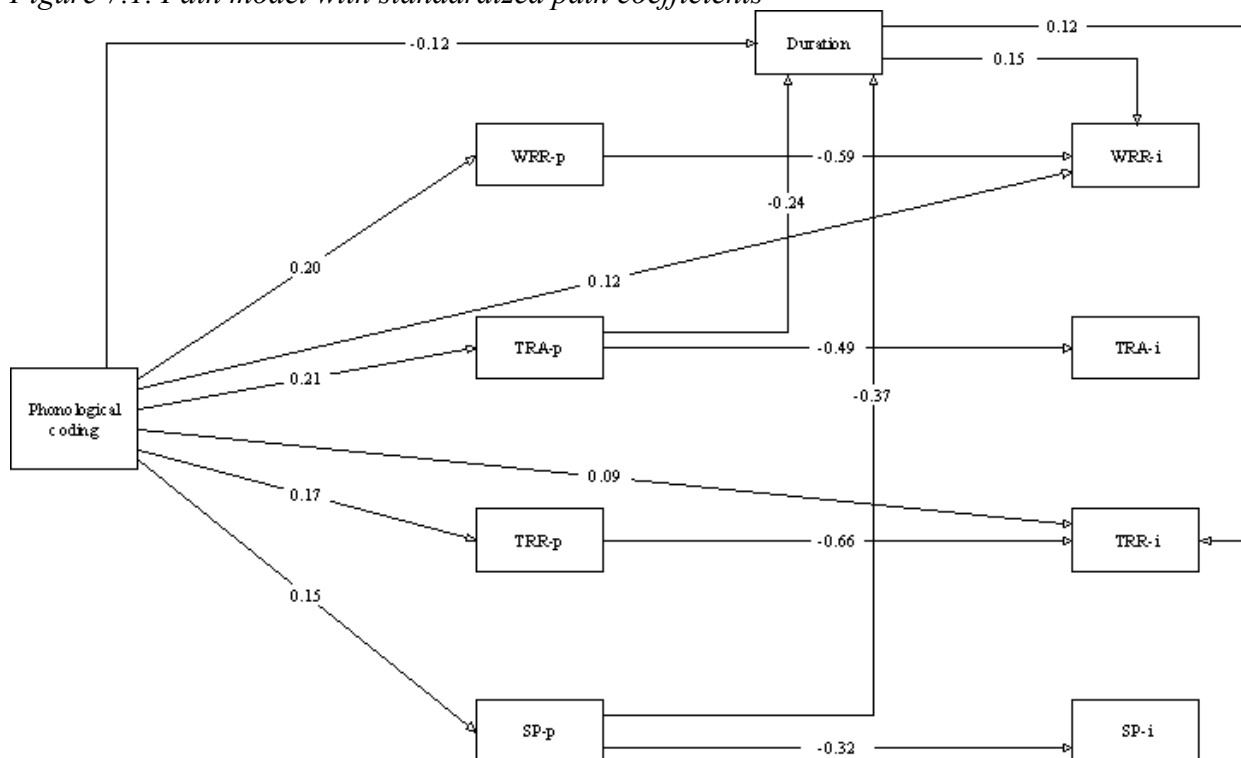 Figure 7.1: Path model with standardized path coefficients
0.12
-0.12
Duration
0.15
WRR-p
-0.59
WRR-i
-0.24
0.20
0.12
TRA-p
-0.49
TRA-i
0.21
-0.37
Phonological
coding
0.09
0.17
TRR-p
-0.66
TRR-i
0.15
SP-p
-0.32
SP-i